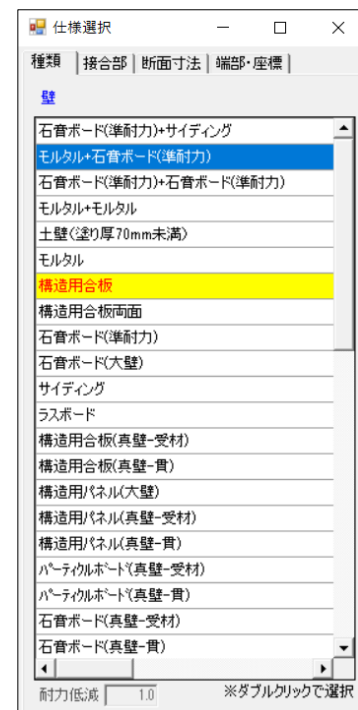 仕様選択
種類 接合部 断面寸法 端部・座標
壁
石膏ボード(準耐力)+サイディング
モルタル+石膏ボード(準耐力)
石膏ボード(準耐力)+石膏ボード(準耐力)
モルタル+モルタル
土壁(塗り厚70mm未満)
モルタル
構造用合板
構造用合板両面
石膏ボード(準耐力)
石膏ボード(大壁)
サイディング
ラスボード
構造用合板(真壁-受材)
構造用合板(真壁-貫)
構造用パネル(大壁)
構造用パネル(真壁-受材)
構造用パネル(真壁-貫)
パーティクルボード(真壁-受材)
パーティクルボード(真壁-貫)
石膏ボード(真壁-受材)
石膏ボード(真壁-貫)
耐力低減 1.0 ※ダブルクリックで選択